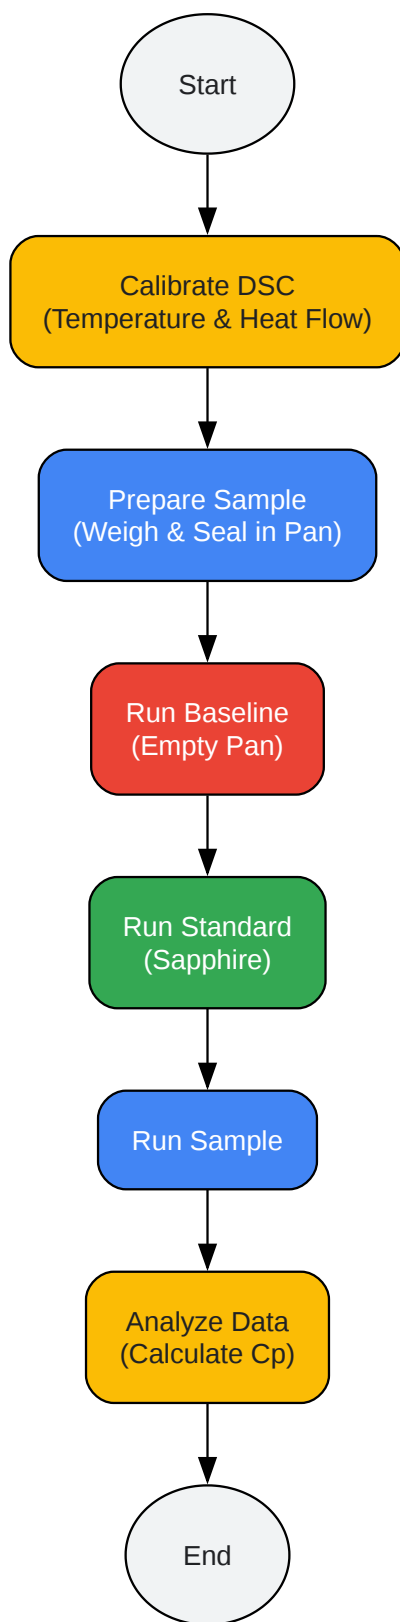 Start
Calibrate DSC
(Temperature & Heat Flow)
Prepare Sample
(Weigh & Seal in Pan)
Run Baseline
(Empty Pan)
Run Standard
(Sapphire)
Run Sample
Analyze Data
(Calculate Cp)
End